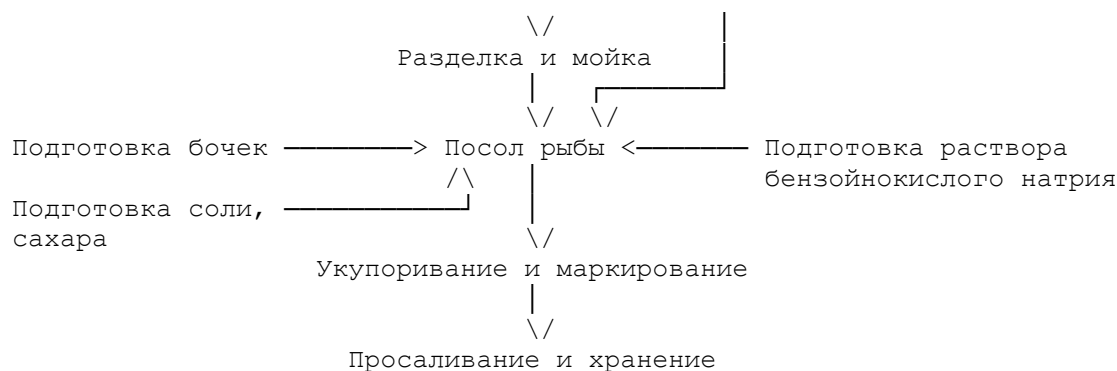 Разделка и мойка
Подготовка бочек Посол рыбы Подготовка раствора
бензойнокислого натрия
Подготовка соли,
сахара
Укупоривание и маркирование
Просаливание и хранение